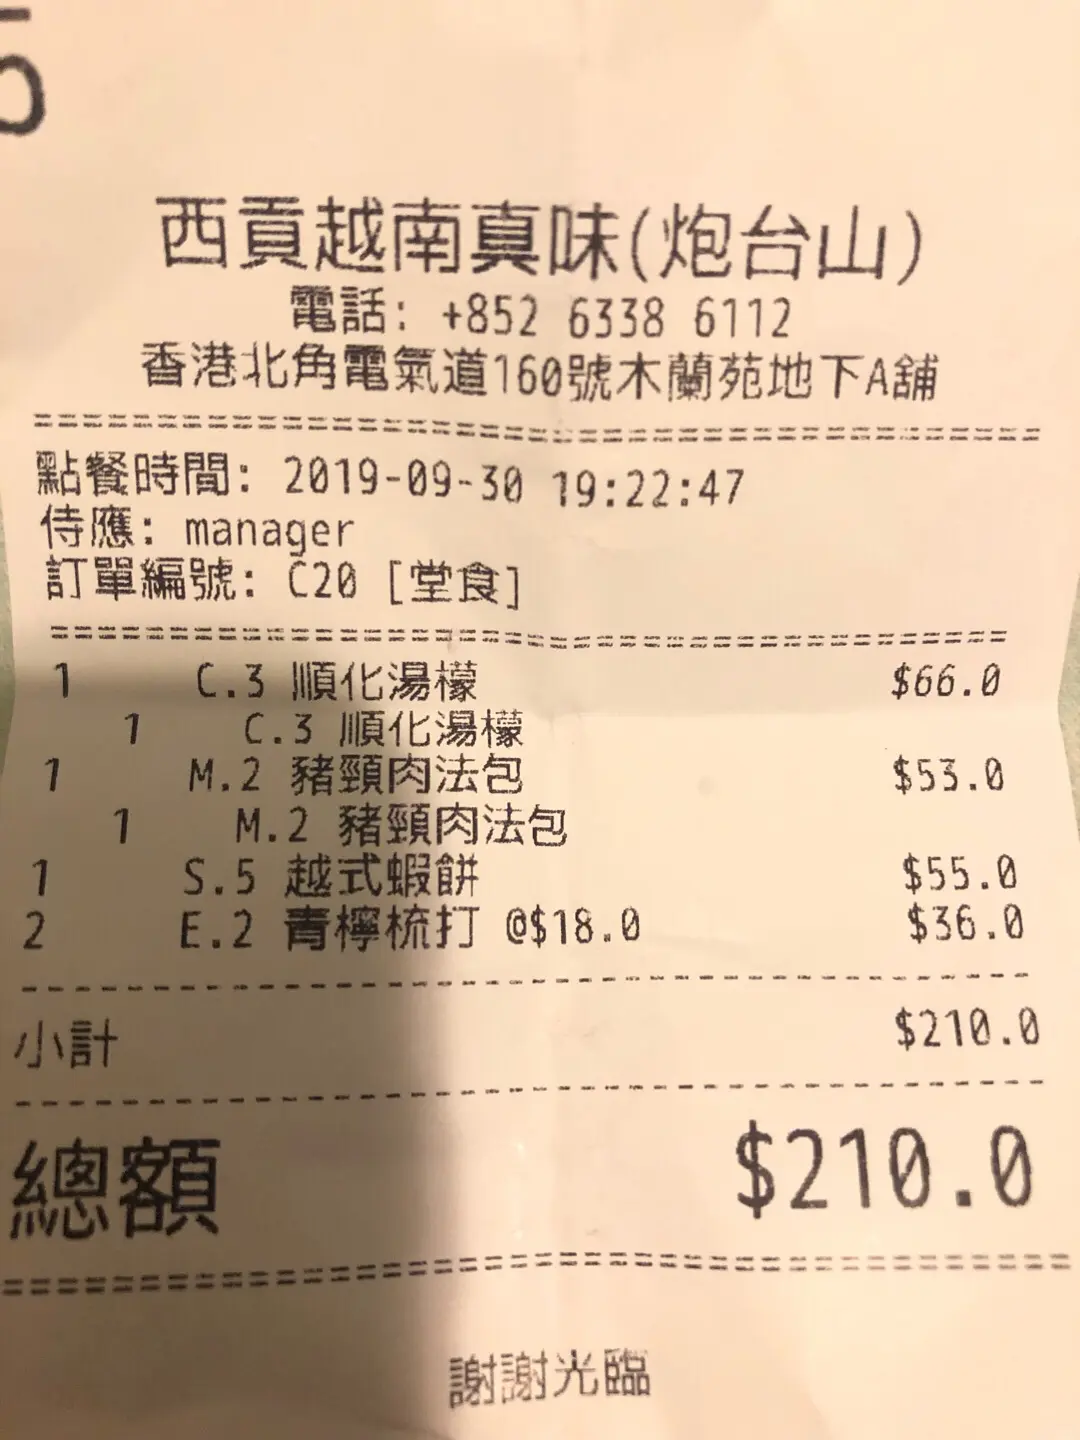 5
西貢越南真味(炮台山)
電話: +852 6338 6112
香港北角電氣道160號木蘭苑地下A舖
點餐時間: 2019-09-30 19:22:47
侍應: manager
訂單編號: C20 [堂食]
1 C.3 順化湯檬 $66.0
1 C.3 順化湯檬
1 M.2 豬頸肉法包 $53.0
1 M.2 豬頸肉法包
1 S.5 越式蝦餅 $55.0
2 E.2 青檸梳打 @$18.0 $36.0
小計 $210.0
總額 $210.0
謝謝光臨